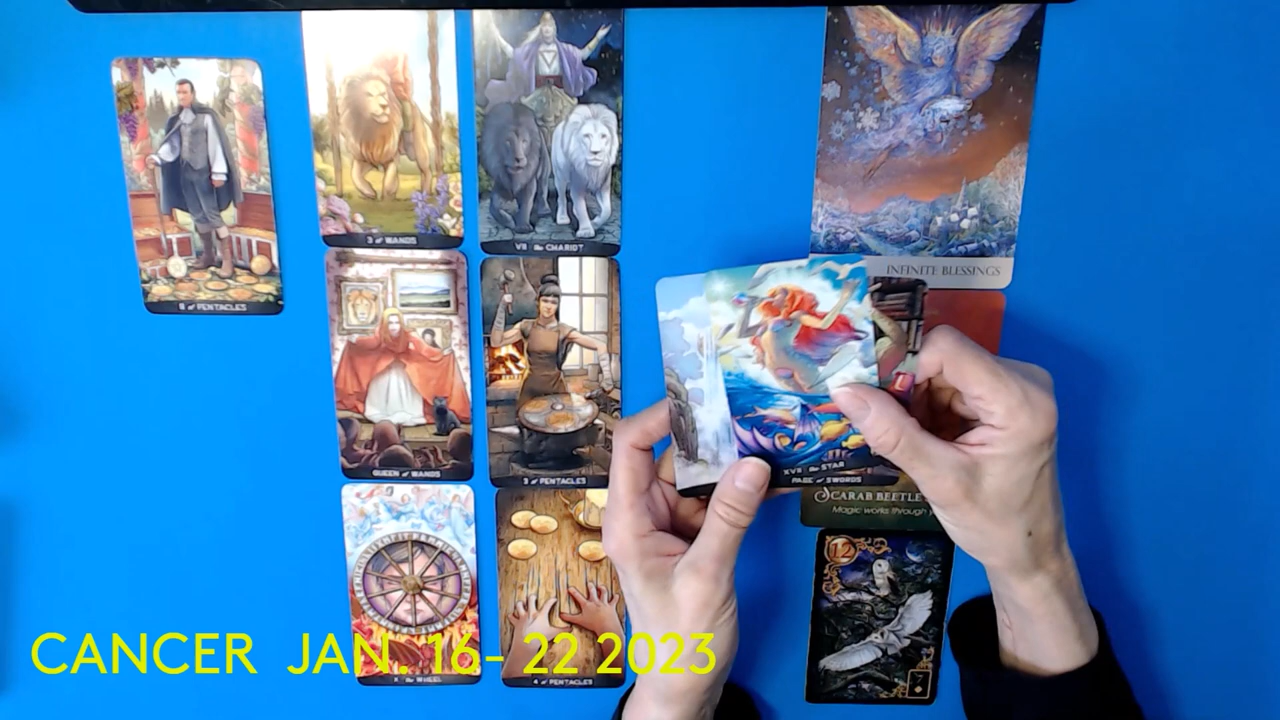 3 of WANDS
VII the CHARIOT
INFINITE BLESSINGS
of PENTACLES
QUEEN of WANDS
3 of PENTACLES
XVII the STAR
PAGE of SWORDS
SCARAB BEETLE
Magic works through
12
7
X the WHEEL
4 of PENTACLES
CANCER JAN. 16- 22 2023